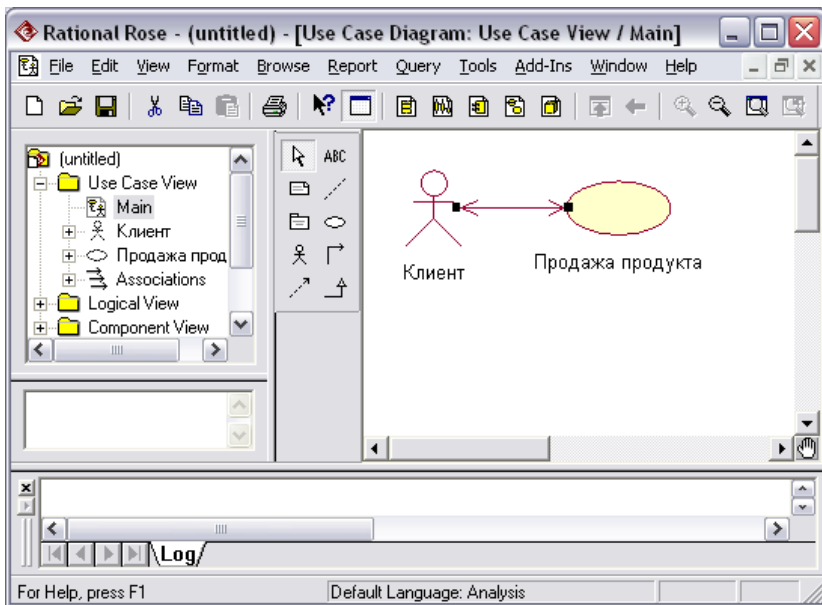 Rational Rose - (untitled) - [Use Case Diagram: Use Case View / Main]
File Edit View Format Browse Report Query Tools Add-Ins Window Help
(untitled)
Use Case View
Main
Клиент
Продажа прод
Associations
Logical View
Component View
ABC
Клиент
Продажа продукта
Log
For Help, press F1
Default Language: Analysis